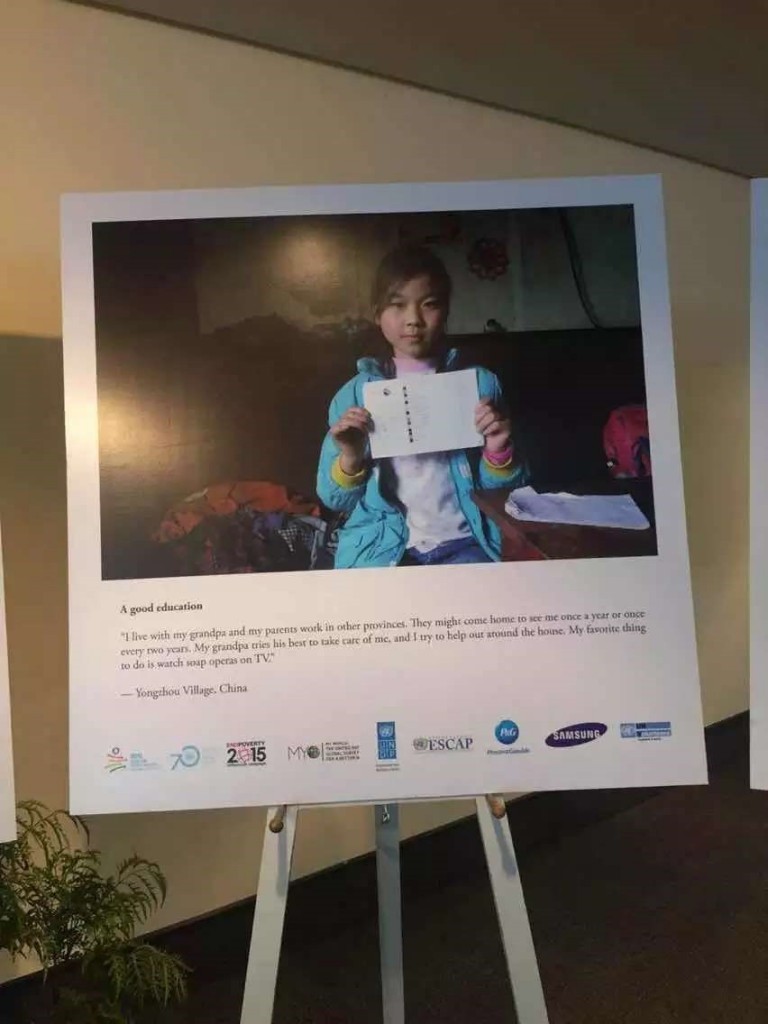 A good education
"I live with my grandpa and my parents work in other provinces. They might come home to see me once a year or once
every two years. My grandpa tries his best to take care of me, and I try to help out around the house. My favorite thing
to do is watch soap operas on TV."
— Yongzhou Village, China
70
END POVERTY
2015
MY
ESCAP
P&G
SAMSUNG